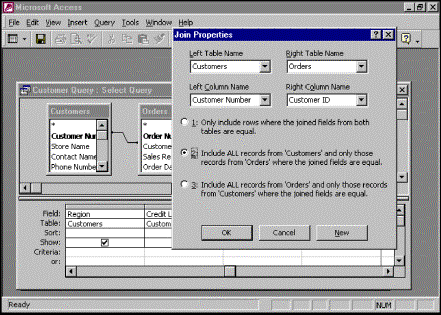 Microsoft Access
File Edit View Insert Query Tools Window Help
Join Properties
Left Table Name Right Table Name
Customers Orders
Left Column Name Right Column Name
Customer Number Customer ID
1: Only include rows where the joined fields from both
tables are equal.
Include ALL records from 'Customers' and only those
records from 'Orders' where the joined fields are equal.
3: Include ALL records from 'Orders' and only those records
from 'Customers' where the joined fields are equal.
OK Cancel New
Customer Query : Select Query
Customers
*
Customer Nu
Store Name
Contact Name
Phone Number
Orders
*
Order Nu
Customer
Sales Re
Order Da
Field: Region Credit L
Table: Customers Custom
Sort:
Show:
Criteria:
or:
Ready NUM